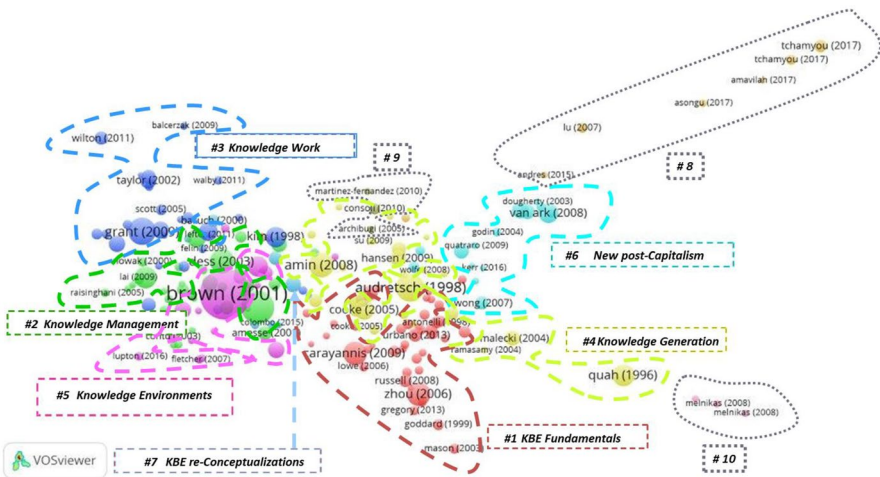 tchamyou (2017)
tchamyou (2017)
amavilah (2017)
asongu (2017)
lu (2007)
# 8
balcerzak (2009)
wilton (2011)
#3 Knowledge Work
# 9
andres (2015)
taylor (2002)
walby (2011)
martinez-fernandez (2010)
dougherty (2003)
scott (2005)
consoli (2010)
van ark (2008)
baruch (2000)
archibugi (2005)
grant (2009)
kim (1998)
su (2009)
godin (2004)
felin (2009)
quatraro (2009)
hansen (2009)
#6 New post-Capitalism
dess (2003)
amin (2008)
wolfe (2008)
kerr (2016)
lai (2009)
raisinghani (2005)
brown (2001)
audretsch (1998)
wong (2007)
cooke (2005)
#2 Knowledge Management
colombo (2015)
antonelli (1998)
urbano (2013)
malecki (2004)
#4 Knowledge Generation
ramasamy (2004)
lupton (2016)
fletcher (2007)
carayannis (2009)
lowe (2006)
quah (1996)
russell (2008)
#5 Knowledge Environments
zhou (2006)
melnikas (2008)
melnikas (2008)
gregory (2013)
goddard (1999)
#1 KBE Fundamentals
mason (2003)
# 10
VOSviewer
#7 KBE re-Conceptualizations